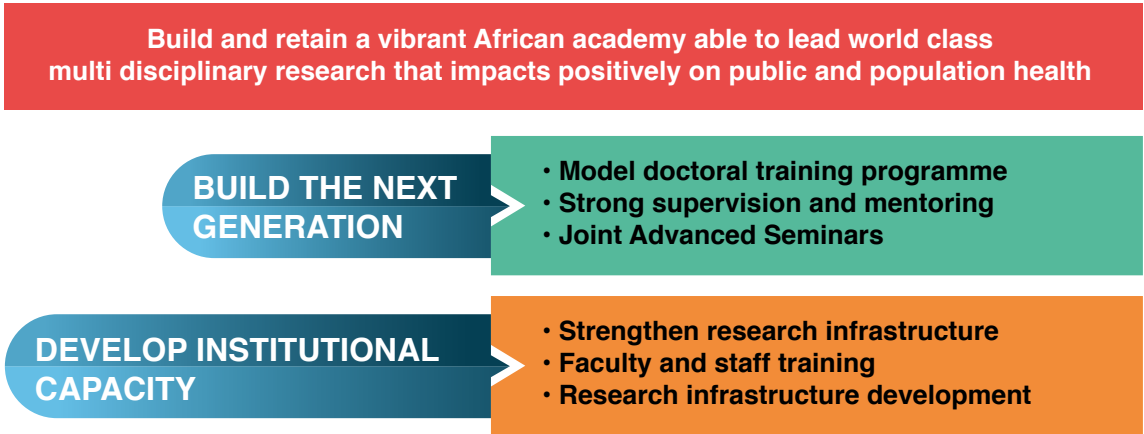 Build and retain a vibrant African academy able to lead world class
multi disciplinary research that impacts positively on public and population health
BUILD THE NEXT
GENERATION
• Model doctoral training programme
• Strong supervision and mentoring
• Joint Advanced Seminars
DEVELOP INSTITUTIONAL
CAPACITY
• Strengthen research infrastructure
• Faculty and staff training
• Research infrastructure development